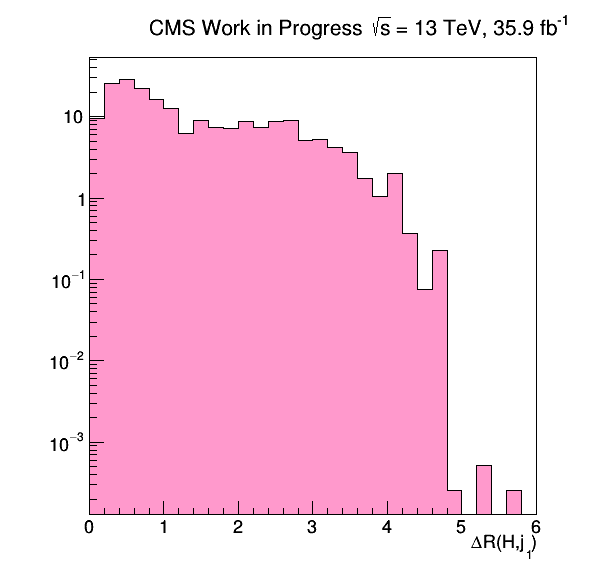 CMS Work in Progress √s = 13 TeV, 35.9 fb⁻¹
10
1
10⁻¹
10⁻²
10⁻³
0 1 2 3 4 5 6
ΔR(H,j₁)